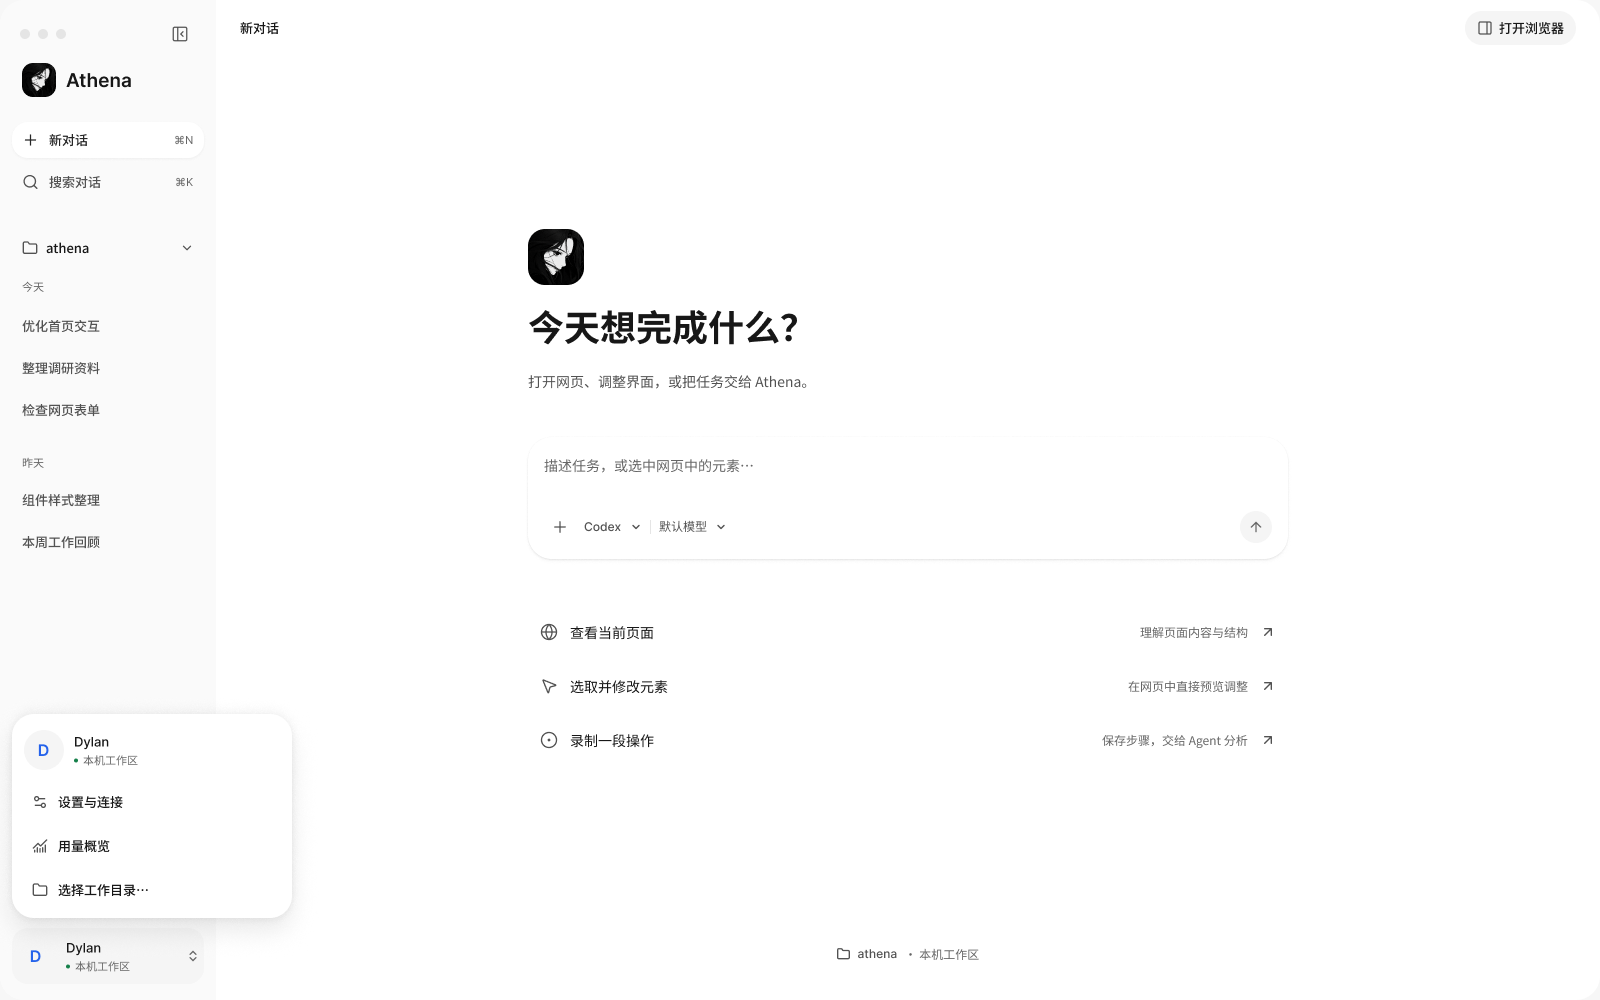 新对话
打开浏览器
Athena
新对话 ⌘N
搜索对话 ⌘K
athena
今天
优化首页交互
整理调研资料
检查网页表单
昨天
组件样式整理
本周工作回顾
今天想完成什么？
打开网页、调整界面，或把任务交给 Athena。
描述任务，或选中网页中的元素…
Codex 默认模型
查看当前页面 理解页面内容与结构
选取并修改元素 在网页中直接预览调整
录制一段操作 保存步骤，交给 Agent 分析
D
Dylan
本机工作区
设置与连接
用量概览
选择工作目录…
D
Dylan
本机工作区
athena • 本机工作区